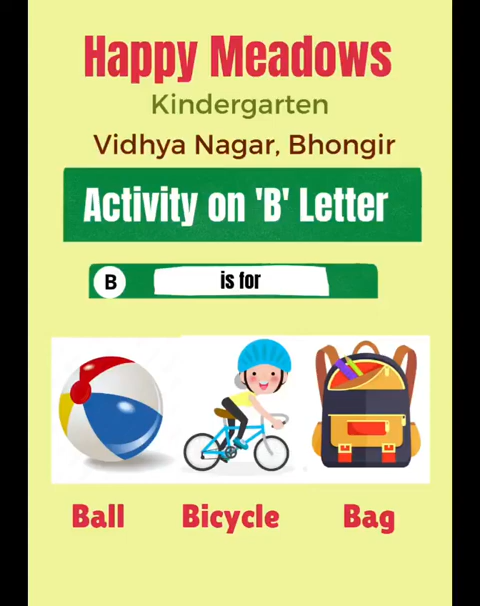 Happy Meadows
Kindergarten
Vidhya Nagar, Bhongir
Activity on 'B' Letter
B is for
Ball Bicycle Bag